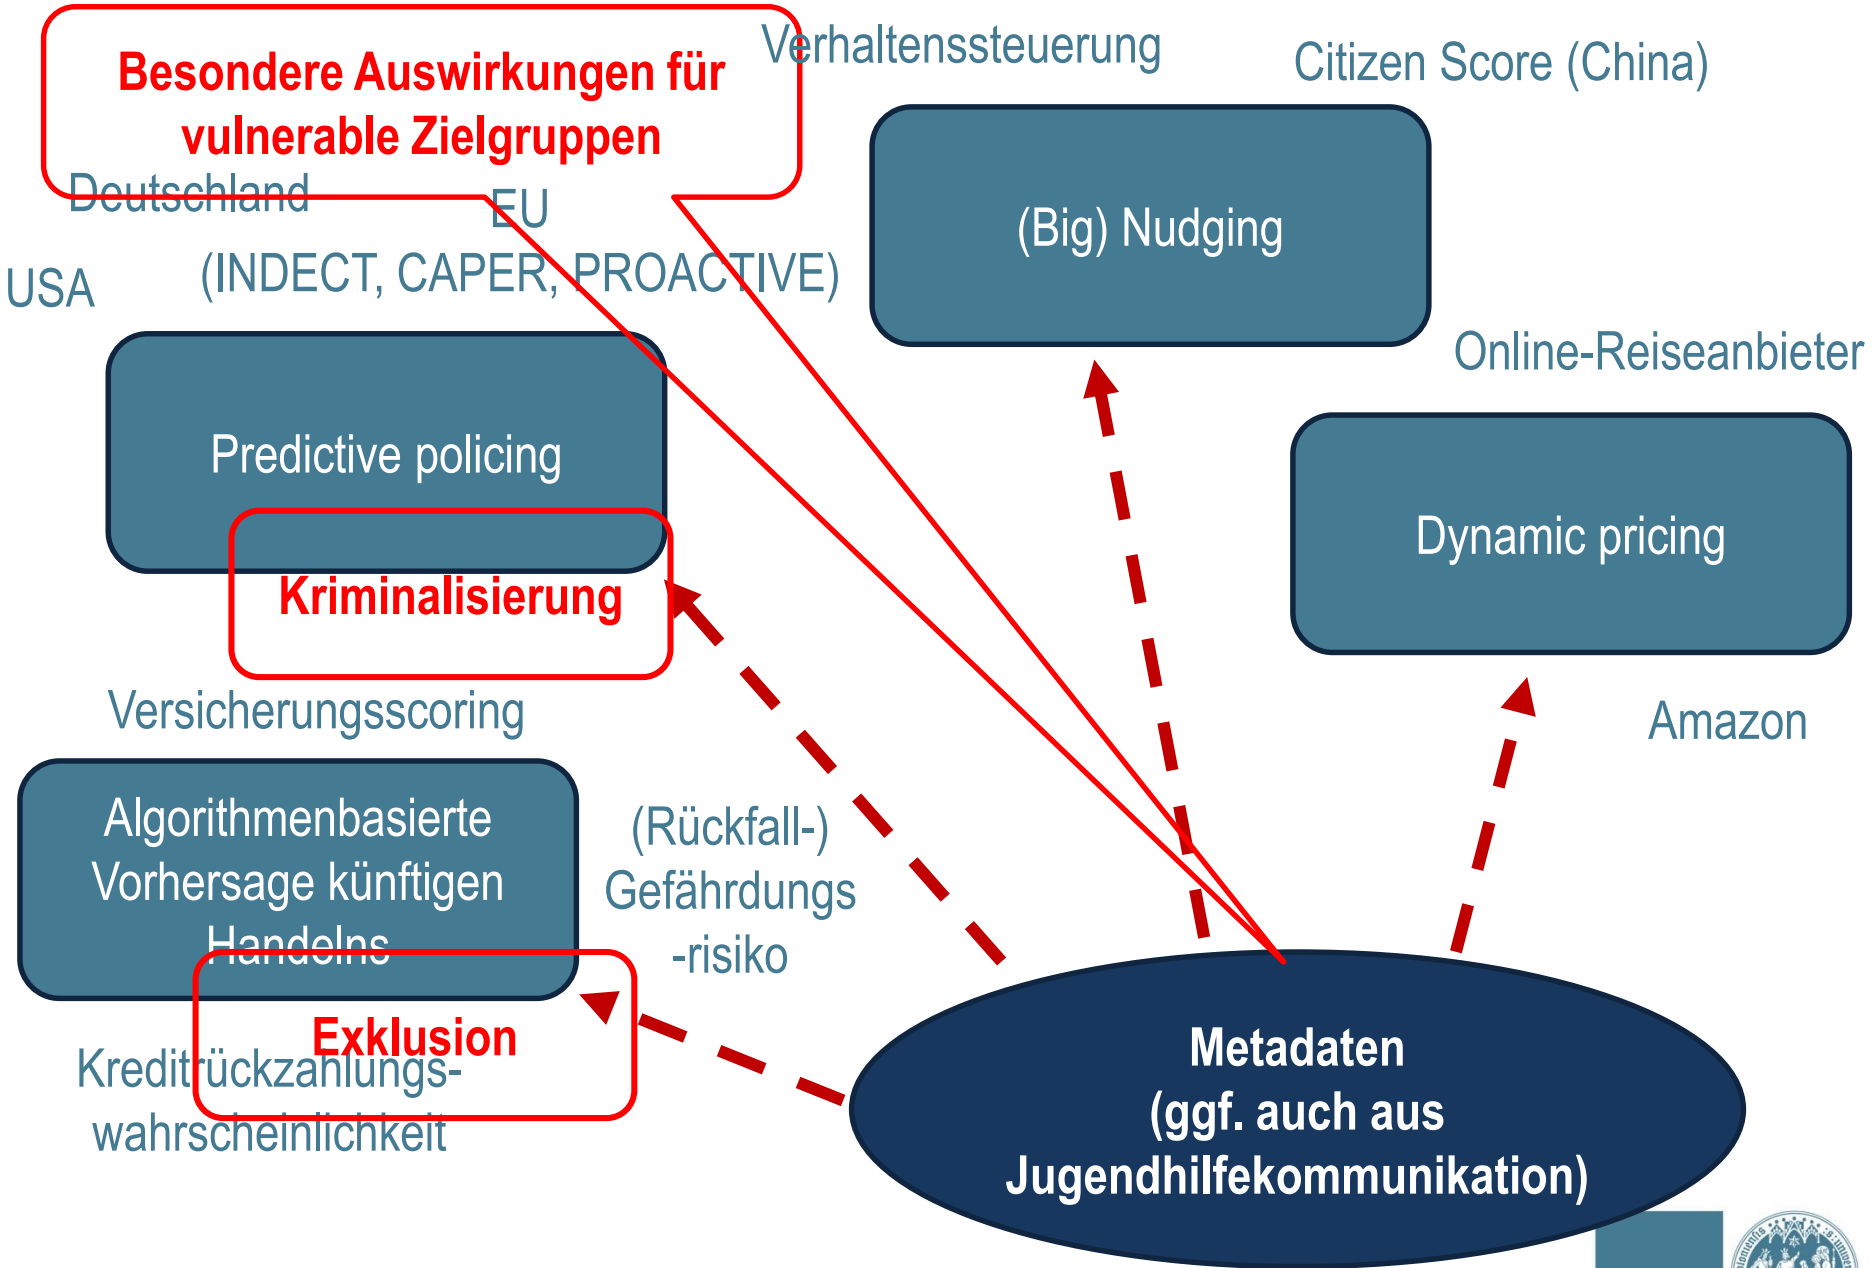 Besondere Auswirkungen für
vulnerable Zielgruppen
Verhaltenssteuerung
Citizen Score (China)
Deutschland
EU
(INDECT, CAPER, PROACTIVE)
USA
(Big) Nudging
Online-Reiseanbieter
Predictive policing
Dynamic pricing
Kriminalisierung
Versicherungsscoring
Amazon
Algorithmenbasierte
Vorhersage künftigen
Handelns
(Rückfall-)
Gefährdungs
-risiko
Exklusion
Kreditrückzahlungs-
wahrscheinlichkeit
Metadaten
(ggf. auch aus
Jugendhilfekommunikation)